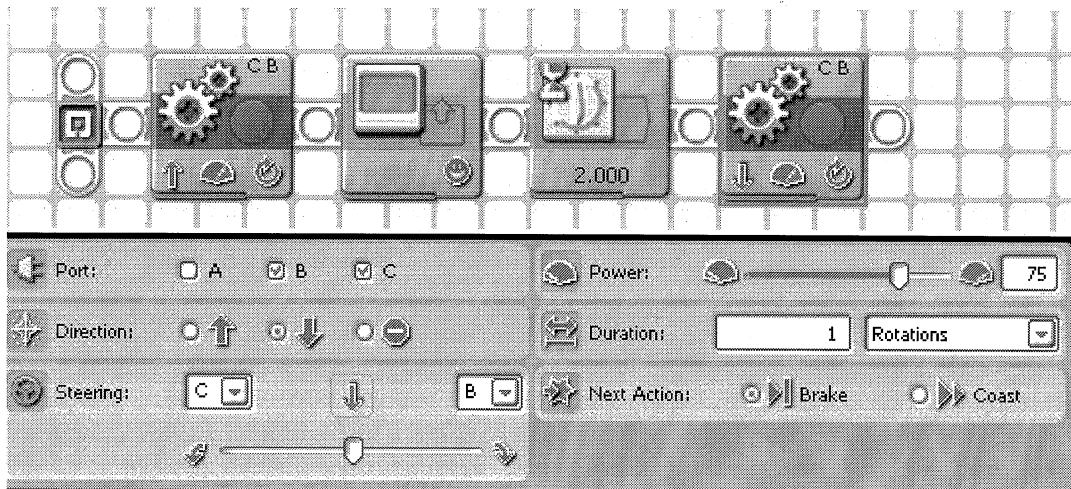 C B
C B
2.000
Port: A B C
Power: 75
Direction:
Duration: 1 Rotations
Steering: C B
Next Action: Brake Coast